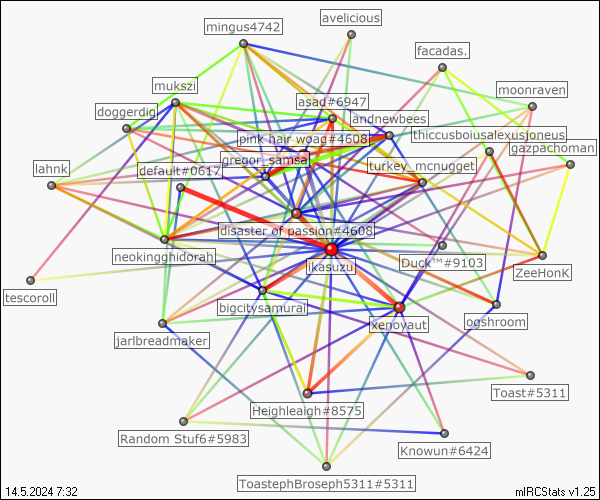 avelicious
mingus4742
facadas.
mukszi
moonraven
asad#6947
doggerdig
andnewbees
thiccusboiusalexusjoneus
pink hair woag#4608
gazpachoman
gregor_samsa
lahnk
default#0617
turkey_mcnugget
disaster of passion#4608
neokingghidorah
Duck™#9103
ikasuzu
ZeeHonK
tescoroll
bigcitysamurai
ogshroom
xenoyaut
jarlbreadmaker
Toast#5311
Heighleaigh#8575
Random Stuf6#5983
Knowun#6424
ToastephBroseph5311#5311
14.5.2024 7:32
mIRCStats v1.25